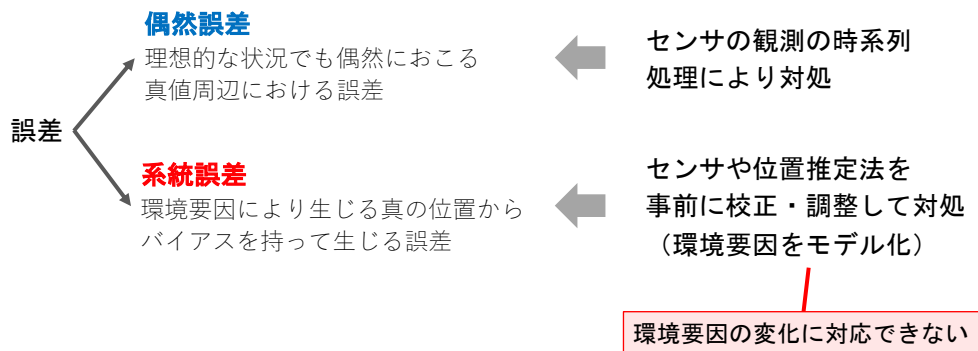 偶然誤差
理想的な状況でも偶然におこる
真値周辺における誤差
センサの観測の時系列
処理により対処
誤差
系統誤差
環境要因により生じる真の位置から
バイアスを持って生じる誤差
センサや位置推定法を
事前に校正・調整して対処
（環境要因をモデル化）
環境要因の変化に対応できない